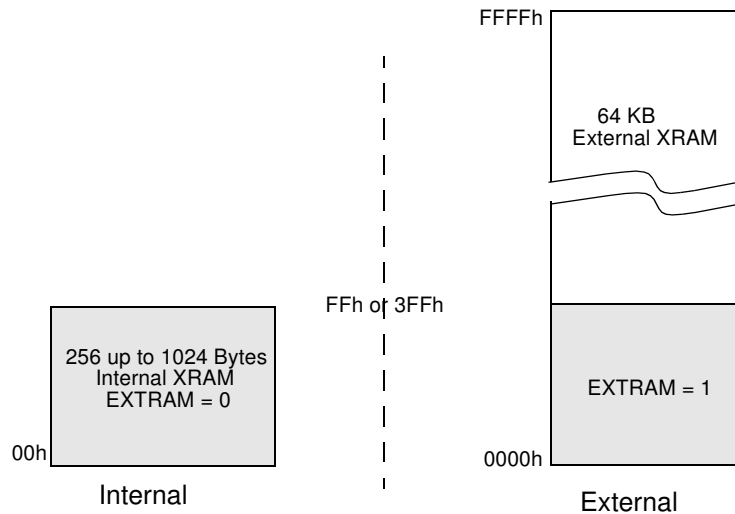 FFFFh
64 KB
External XRAM
FFh or 3FFh
256 up to 1024 Bytes
Internal XRAM
EXTRAM = 0
EXTRAM = 1
00h
0000h
Internal
External